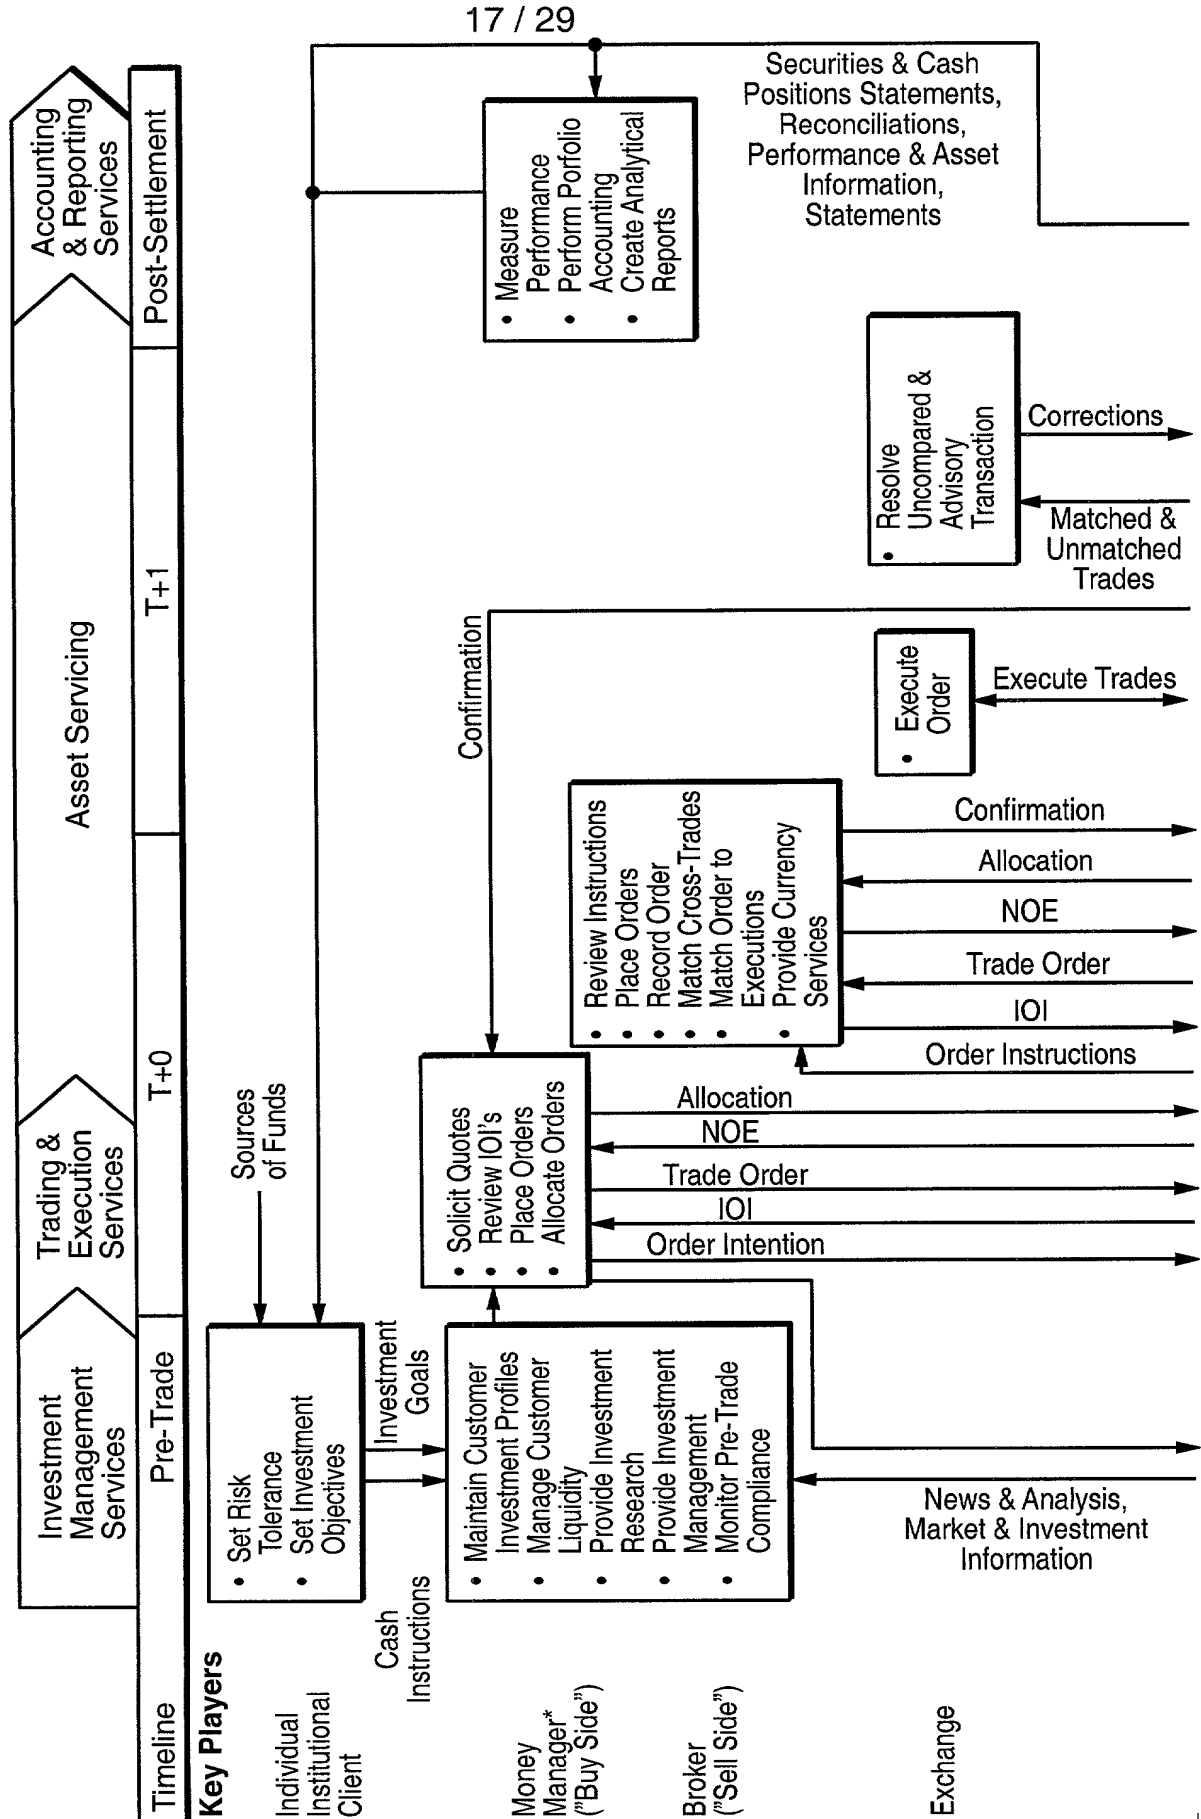 17 / 29
Investment
Management
Services
Trading &
Execution
Services
Asset Servicing
Accounting
& Reporting
Services
Timeline
Pre-Trade
T+0
T+1
Post-Settlement
Key Players
Individual
Institutional
Client
• Set Risk
Tolerance
• Set Investment
Objectives
Sources
of Funds
Cash
Instructions
Investment
Goals
Money
Manager*
("Buy Side")
• Maintain Customer
Investment Profiles
• Manage Customer
Liquidity
• Provide Investment
Research
• Provide Investment
Management
• Monitor Pre-Trade
Compliance
• Solicit Quotes
• Review IOI's
• Place Orders
• Allocate Orders
Confirmation
• Measure
Performance
• Perform Porfolio
Accounting
• Create Analytical
Reports
Broker
("Sell Side")
• Review Instructions
• Place Orders
• Record Order
• Match Cross-Trades
• Match Order to
Executions
• Provide Currency
Services
Securities & Cash
Positions Statements,
Reconciliations,
Performance & Asset
Information,
Statements
Exchange
• Execute
Order
• Resolve
Uncompared &
Advisory
Transaction
News & Analysis,
Market & Investment
Information
Order Intention
IOI
Trade Order
NOE
Allocation
Order Instructions
IOI
Trade Order
NOE
Allocation
Confirmation
Execute Trades
Matched &
Unmatched
Trades
Corrections